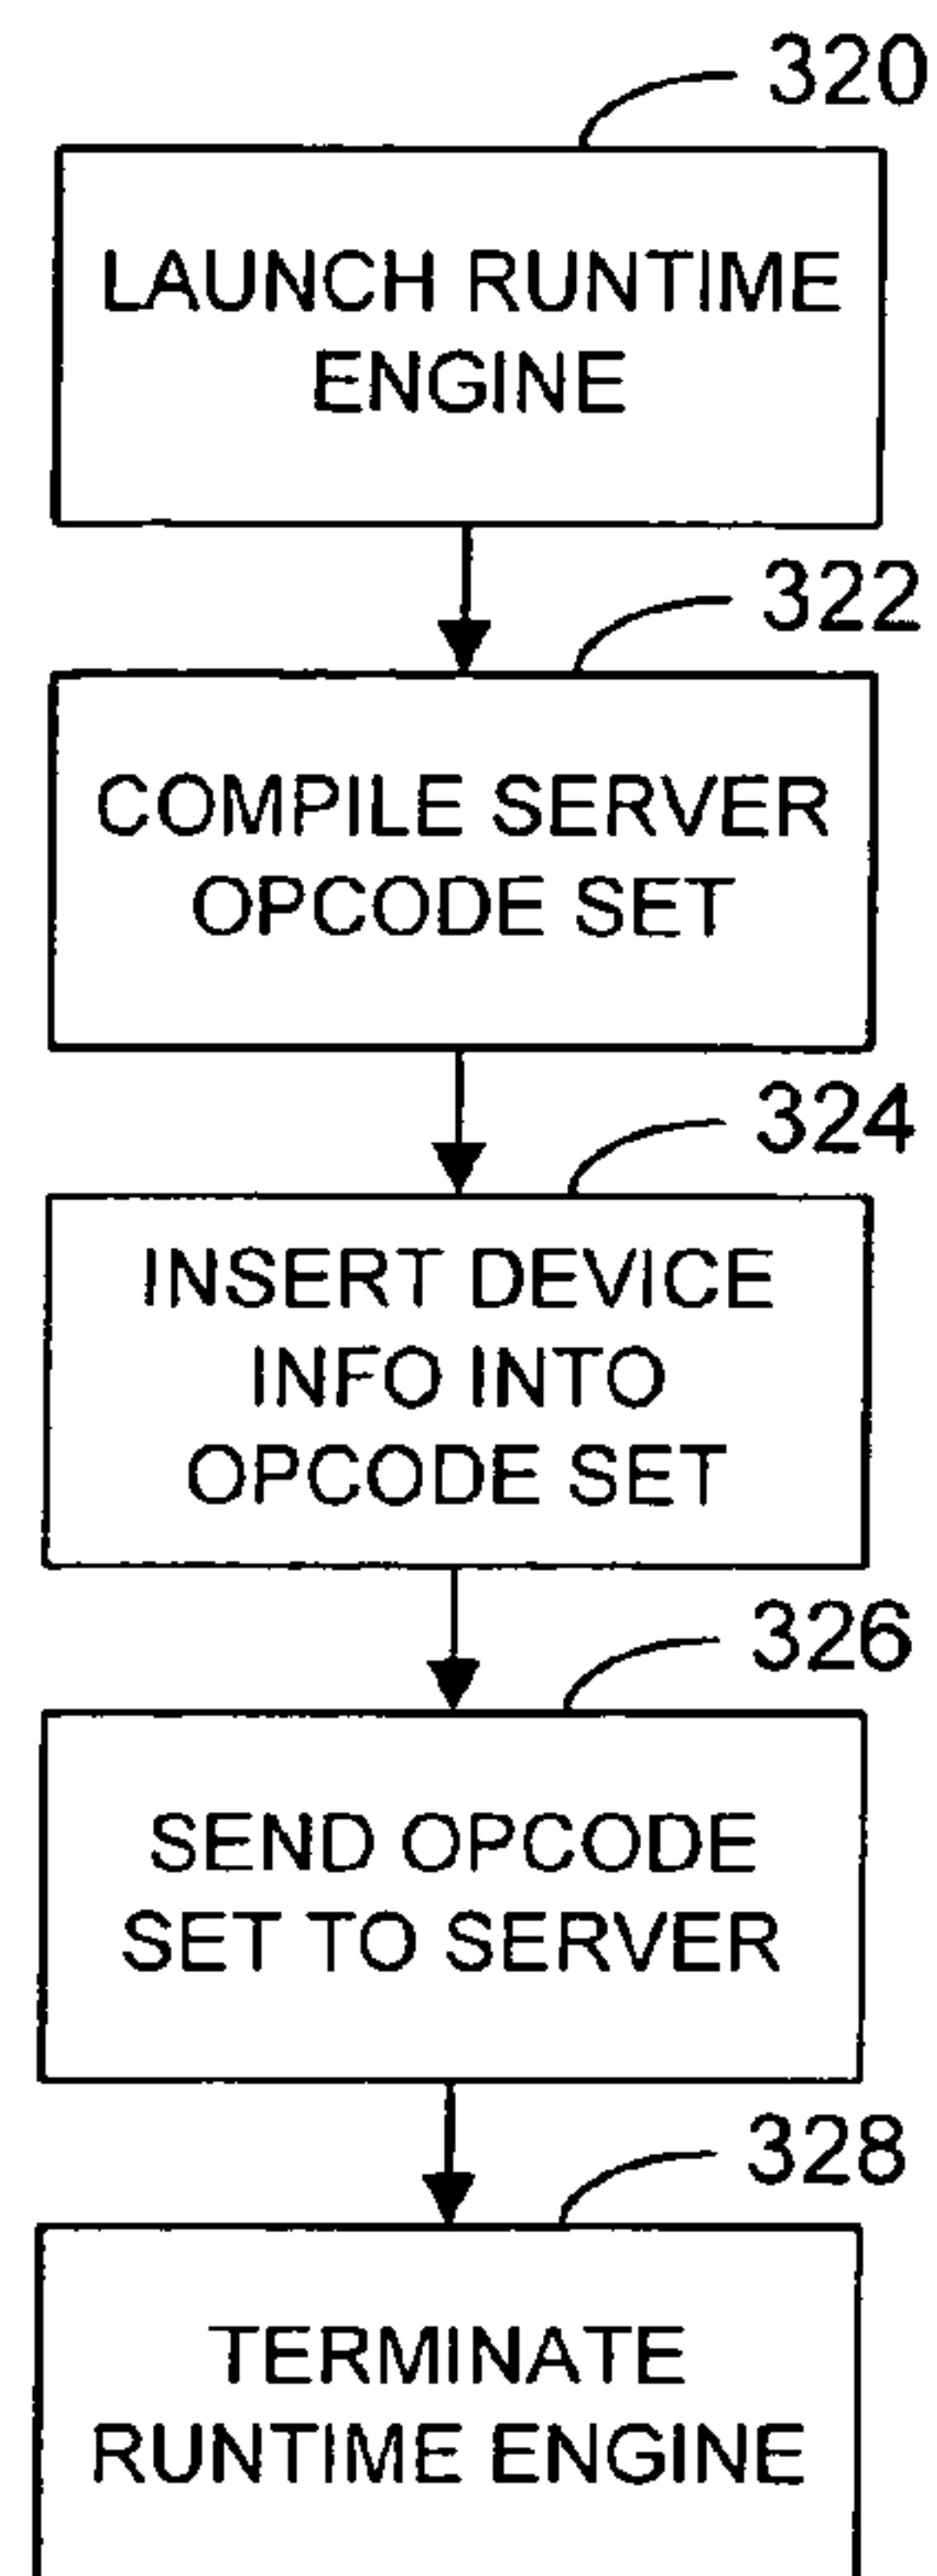 320
LAUNCH RUNTIME
ENGINE
322
COMPILE SERVER
OPCODE SET
324
INSERT DEVICE
INFO INTO
OPCODE SET
326
SEND OPCODE
SET TO SERVER
328
TERMINATE
RUNTIME ENGINE